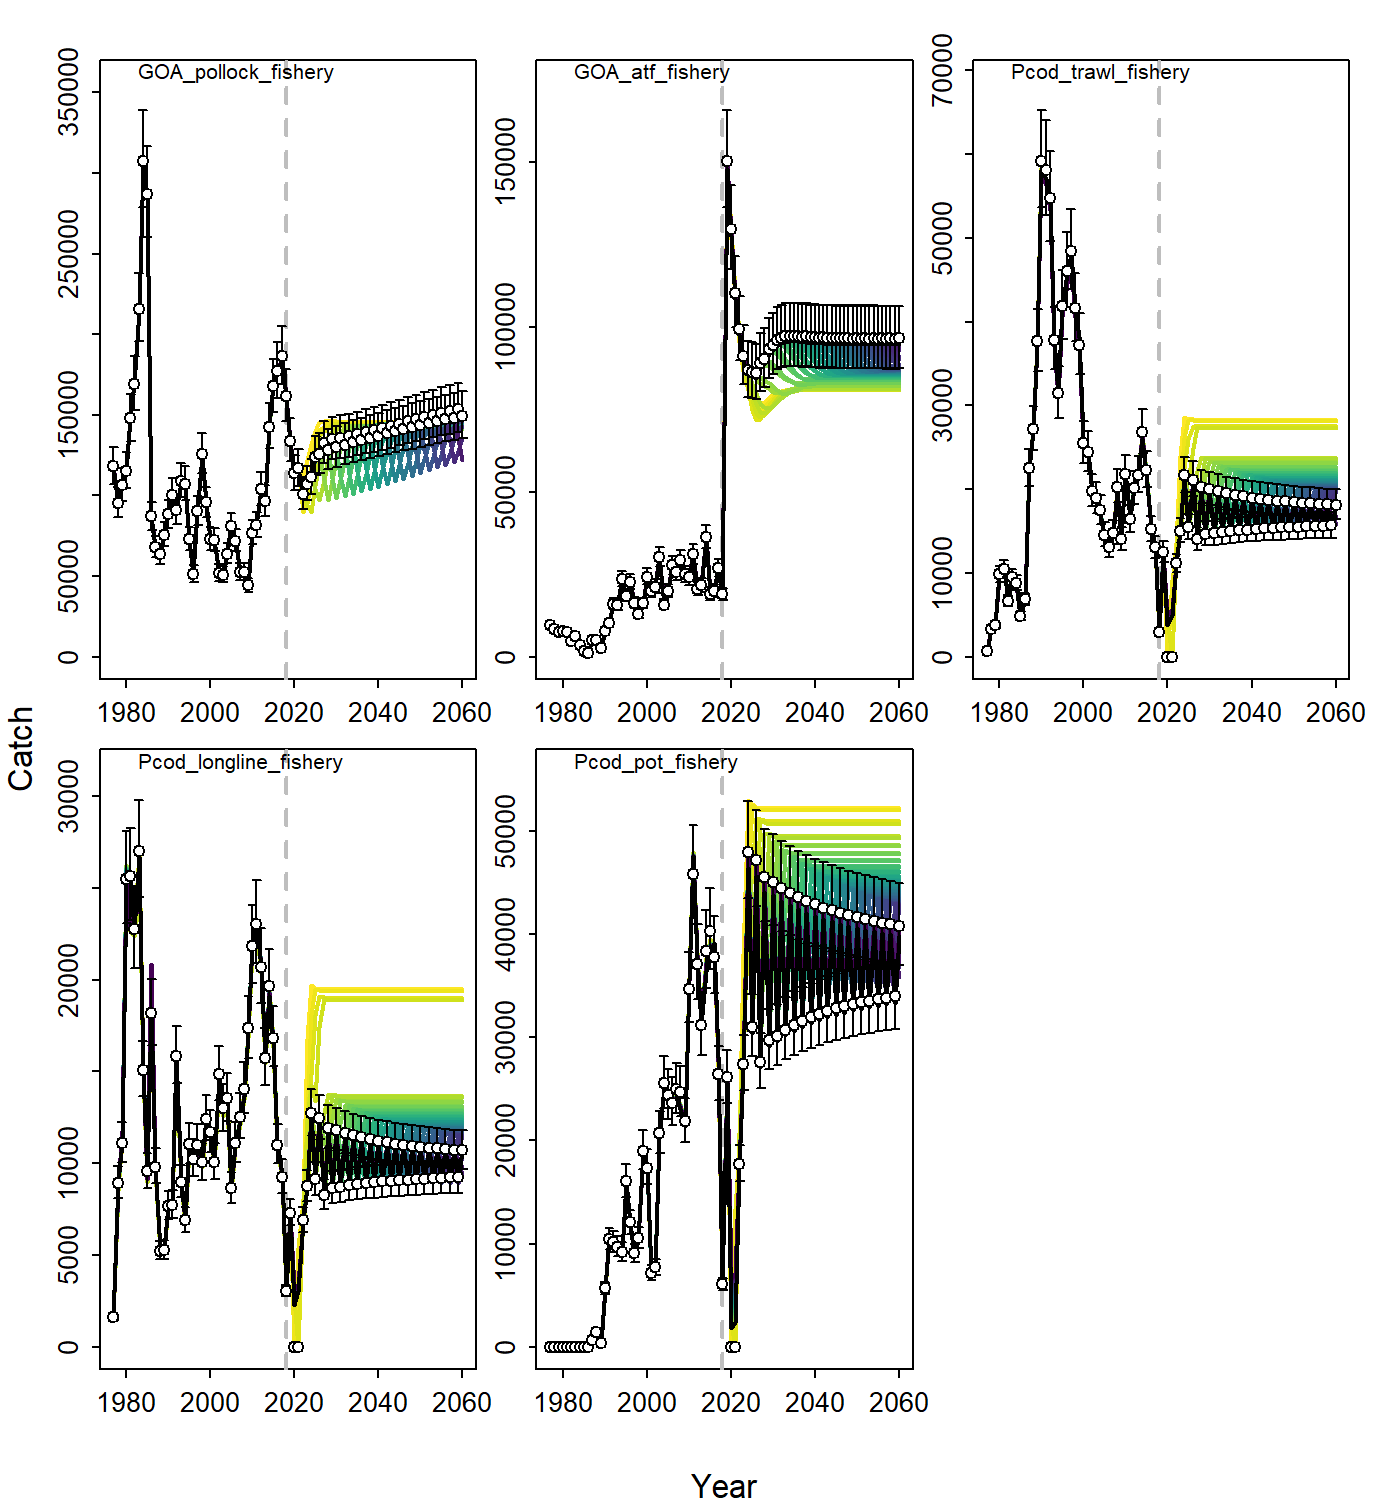 GOA_pollock_fishery
GOA_atf_fishery
Pcod_trawl_fishery
0
50000
150000
250000
350000
0
50000
100000
150000
0
10000
30000
50000
70000
1980 2000 2020 2040 2060
1980 2000 2020 2040 2060
1980 2000 2020 2040 2060
Catch
Pcod_longline_fishery
Pcod_pot_fishery
0
5000
10000
20000
30000
0
10000
20000
30000
40000
50000
1980 2000 2020 2040 2060
1980 2000 2020 2040 2060
Year